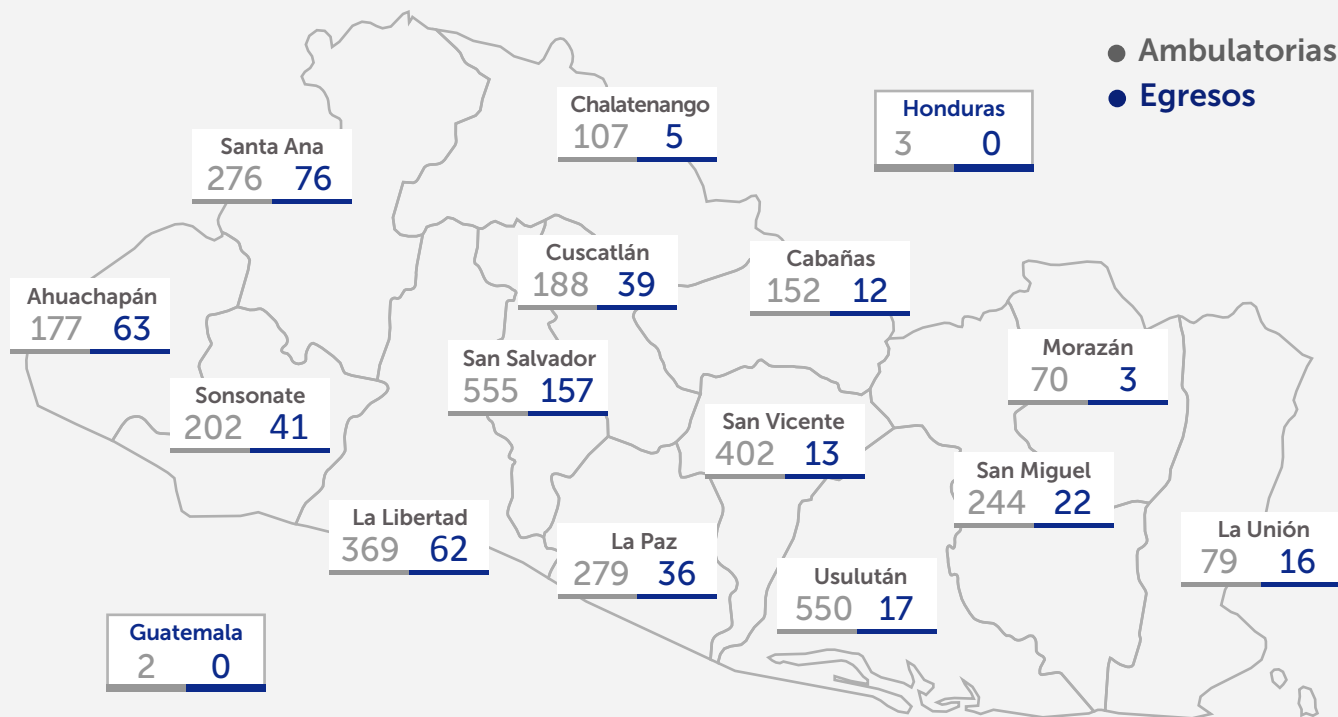 Ambulatorias
Egresos
Chalatenango
107 5
Honduras
3 0
Santa Ana
276 76
Cuscatlán
188 39
Cabañas
152 12
Ahuachapán
177 63
San Salvador
555 157
Morazán
70 3
Sonsonate
202 41
San Vicente
402 13
San Miguel
244 22
La Libertad
369 62
La Paz
279 36
La Unión
79 16
Usulután
550 17
Guatemala
2 0